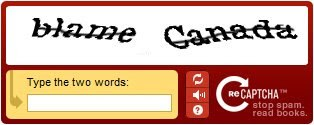 blame Canada
Type the two words:
?
reCAPTCHA™
stop spam.
read books.